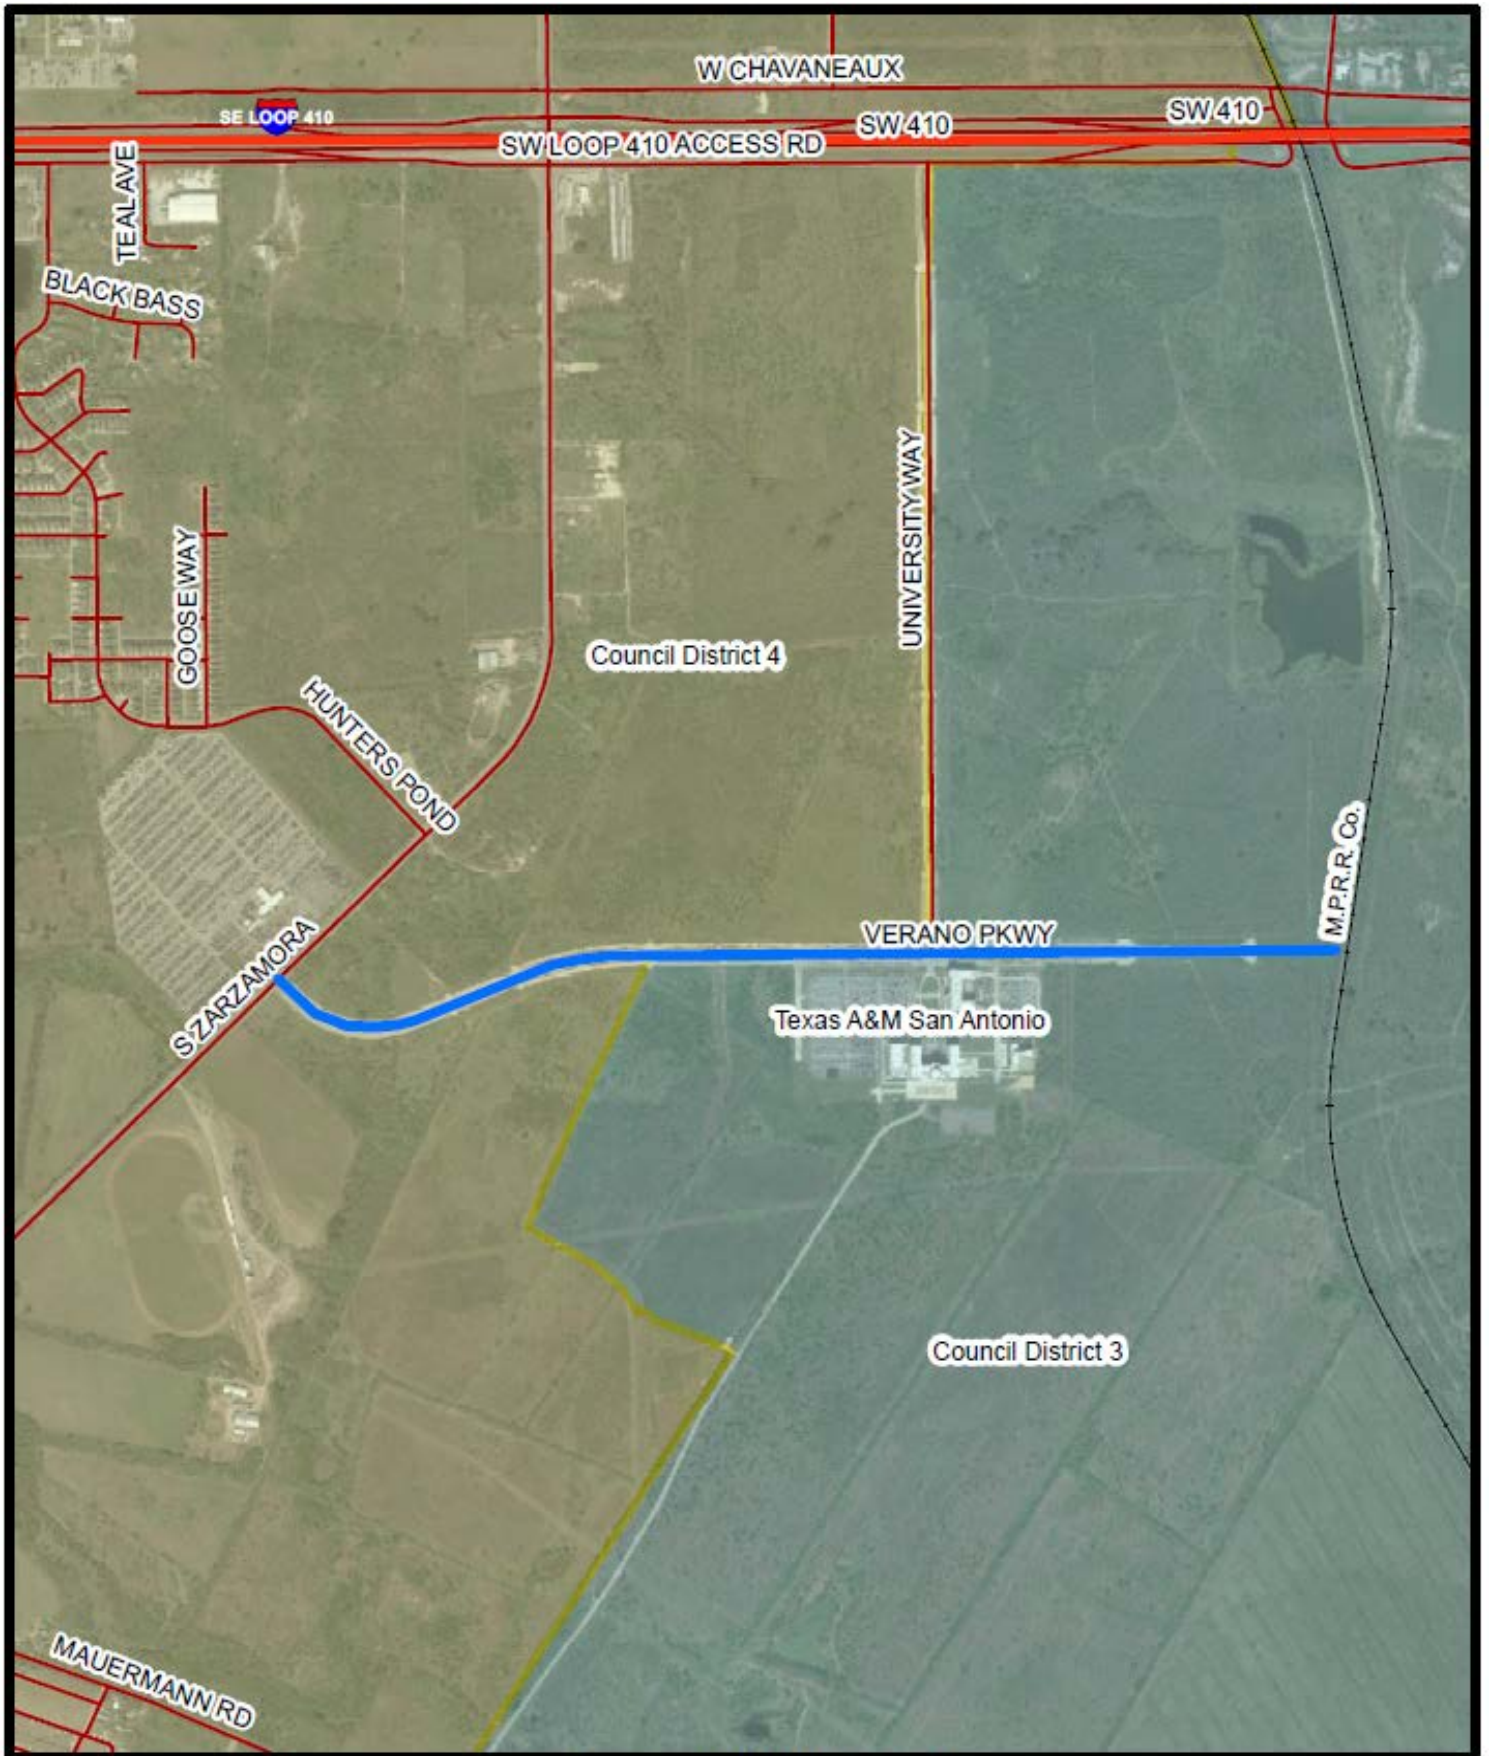 W CHAVANEAUX
SE LOOP 410
SW 410
SW 410
SW LOOP 410 ACCESS RD
TEAL AVE
BLACK BASS
UNIVERSITY WAY
GOOSE WAY
Council District 4
HUNTERS POND
M.P.R.R. Co.
VERANO PKWY
S ZARZAMORA
Texas A&M San Antonio
Council District 3
MAUERMANN RD